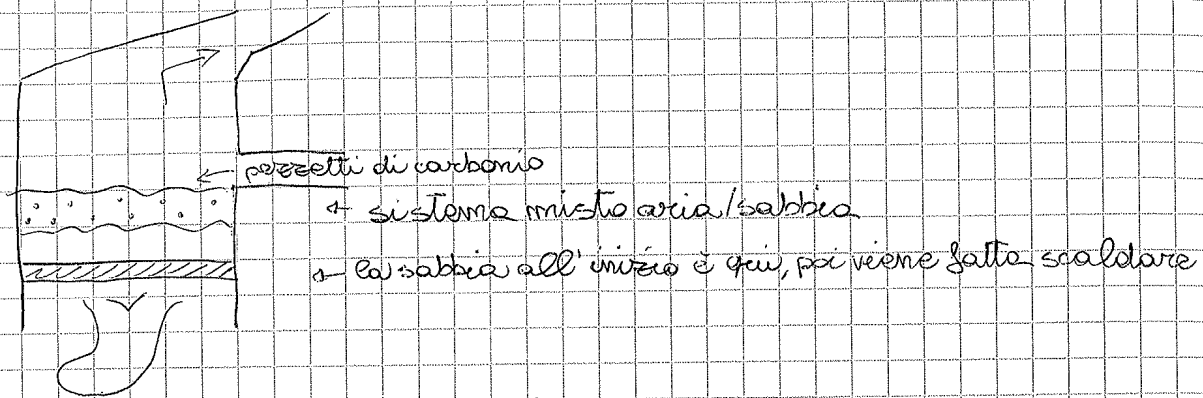 pezzetti di carbonio
sistema misto aria/sabbia
la sabbia all'inizio è qui, poi viene fatta scaldare